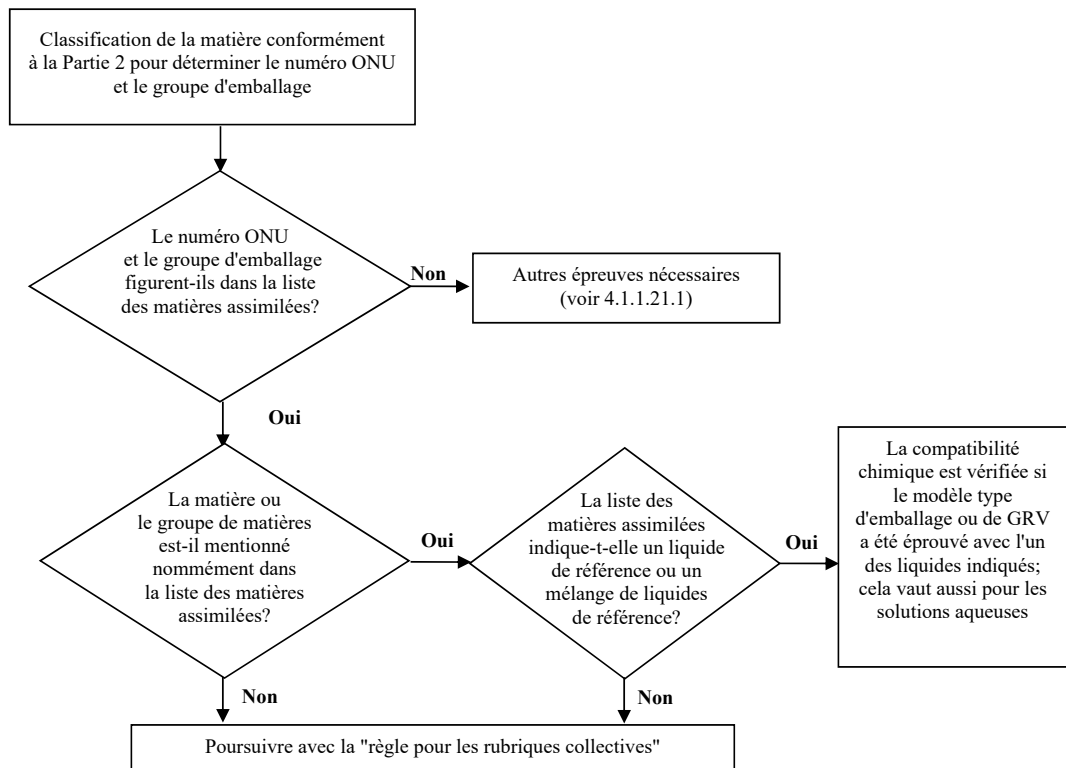 Classification de la matière conformément
à la Partie 2 pour déterminer le numéro ONU
et le groupe d'emballage
Le numéro ONU
et le groupe d'emballage
figurent-ils dans la liste
des matières assimilées?
Non
Autres épreuves nécessaires
(voir 4.1.1.21.1)
Oui
La matière ou
le groupe de matières
est-il mentionné
nommément dans
la liste des matières
assimilées?
Oui
La liste des
matières assimilées
indique-t-elle un liquide
de référence ou un
mélange de liquides
de référence?
Oui
La compatibilité
chimique est vérifiée si
le modèle type
d'emballage ou de GRV
a été éprouvé avec l'un
des liquides indiqués;
cela vaut aussi pour les
solutions aqueuses
Non
Non
Poursuivre avec la "règle pour les rubriques collectives"